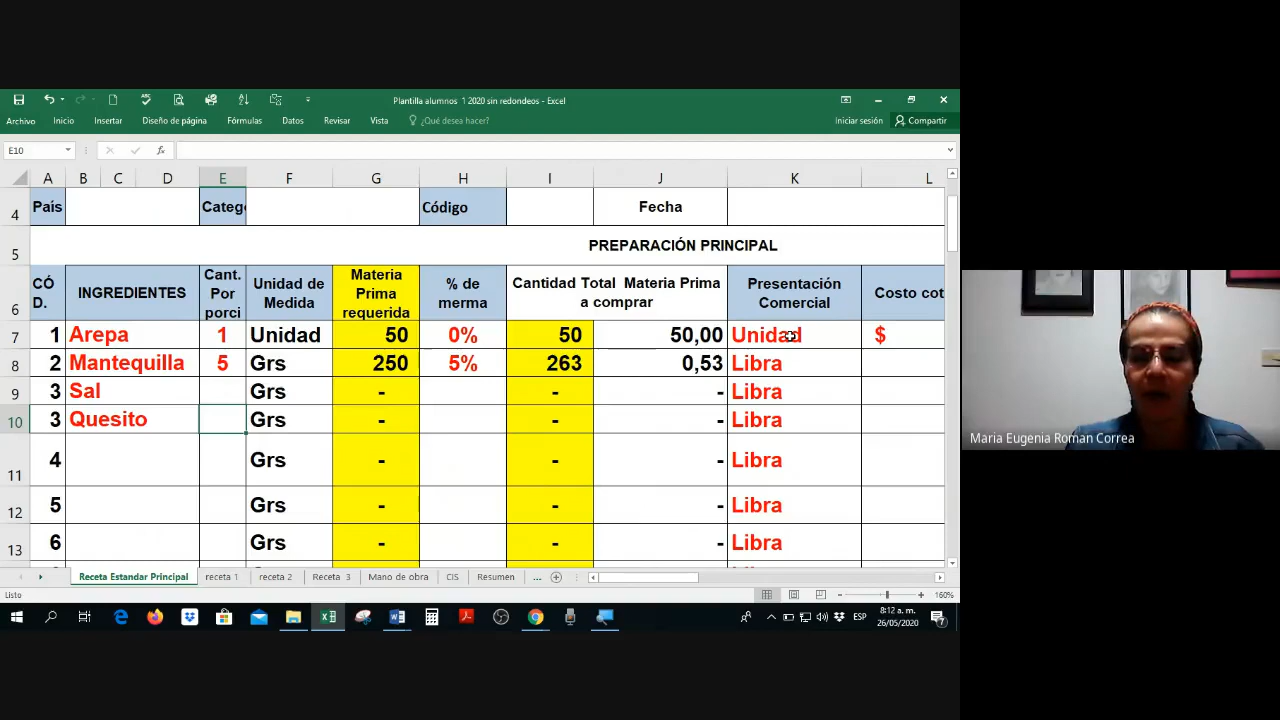 Plantilla alumnos 1 2020 sin redondeos - Excel
Archivo Inicio Insertar Diseño de página Fórmulas Datos Revisar Vista ¿Qué desea hacer? Iniciar sesión Compartir
E10 fx
A B C D E F G H I J K L
4 País Catego Código Fecha
5 PREPARACIÓN PRINCIPAL
6 CÓD. INGREDIENTES Cant. Por porci Unidad de Medida Materia Prima requerida % de merma Cantidad Total Materia Prima a comprar Presentación Comercial Costo cot
7 1 Arepa 1 Unidad 50 0% 50 50,00 Unidad $
8 2 Mantequilla 5 Grs 250 5% 263 0,53 Libra
9 3 Sal Grs - - - Libra
10 3 Quesito Grs - - - Libra
11 4 Grs - - - Libra
12 5 Grs - - - Libra
13 6 Grs - - - Libra
Receta Estandar Principal receta 1 receta 2 Receta 3 Mano de obra CIS Resumen ...
Listo 160%
ESP 8:12 a. m.
26/05/2020
7
Maria Eugenia Roman Correa